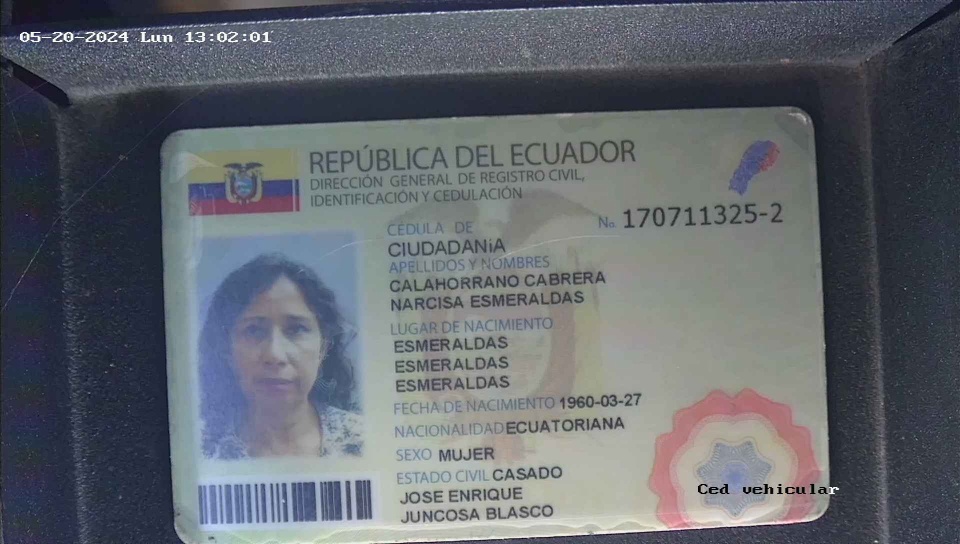 05-20-2024 Lun 13:02:01
REPÚBLICA DEL ECUADOR
DIRECCIÓN GENERAL DE REGISTRO CIVIL,
IDENTIFICACIÓN Y CEDULACIÓN
CÉDULA DE
No. 170711325-2
CIUDADANíA
APELLIDOS Y NOMBRES
CALAHORRANO CABRERA
NARCISA ESMERALDAS
LUGAR DE NACIMIENTO
ESMERALDAS
ESMERALDAS
ESMERALDAS
FECHA DE NACIMIENTO 1960-03-27
NACIONALIDAD ECUATORIANA
SEXO MUJER
ESTADO CIVIL CASADO
JOSE ENRIQUE
JUNCOSA BLASCO
Ced vehicular